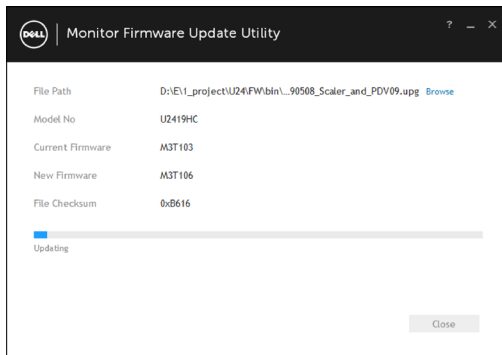 DELL Monitor Firmware Update Utility ?
File Path D:\E\1_project\U24\FW\bin\...90508_Scaler_and_PDV09.upg Browse
Model No U2419HC
Current Firmware M3T103
New Firmware M3T106
File Checksum 0xB616
Updating
Close